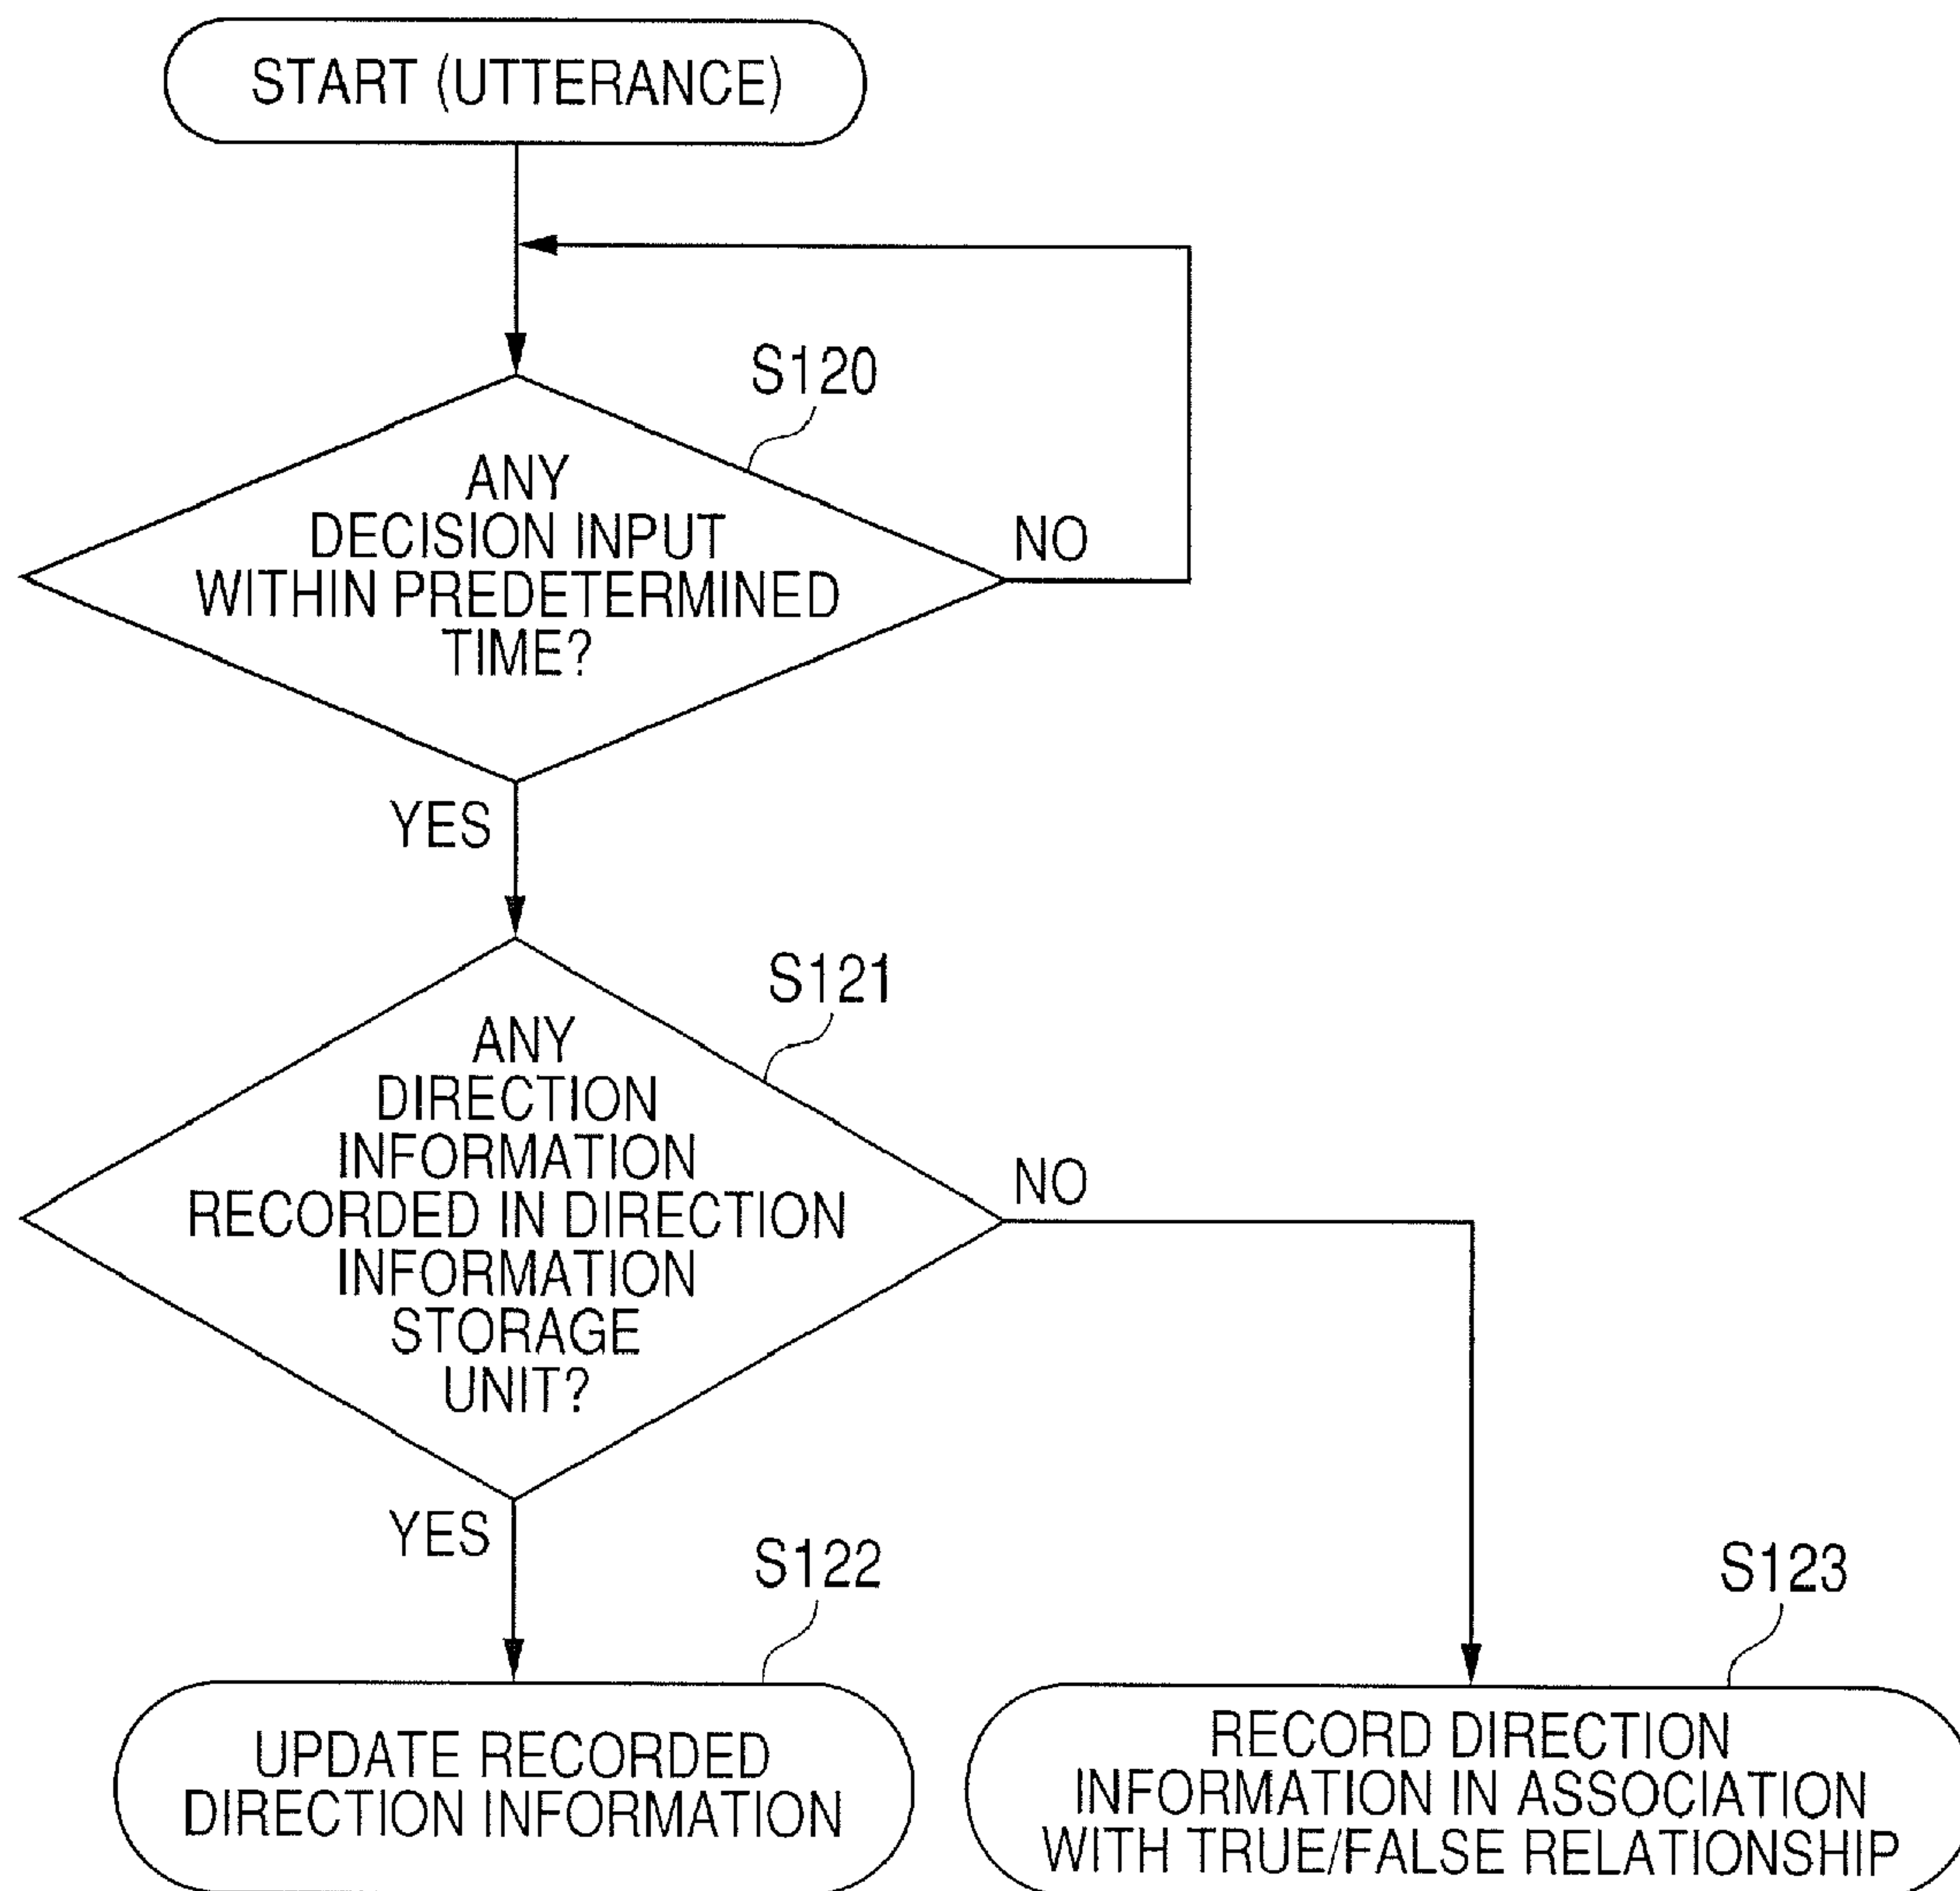 START (UTTERANCE)
S120
ANY
DECISION INPUT
WITHIN PREDETERMINED
TIME?
NO
YES
S121
ANY
DIRECTION
INFORMATION
RECORDED IN DIRECTION
INFORMATION
STORAGE
UNIT?
NO
YES
S122
UPDATE RECORDED
DIRECTION INFORMATION
S123
RECORD DIRECTION
INFORMATION IN ASSOCIATION
WITH TRUE/FALSE RELATIONSHIP